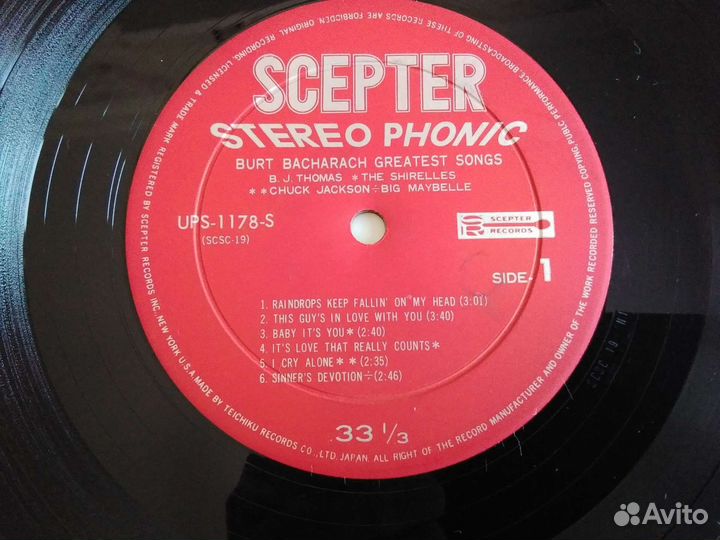 SCEPTER
STEREO PHONIC
BURT BACHARACH GREATEST SONGS
B. J. THOMAS * THE SHIRELLES
* * CHUCK JACKSON ÷ BIG MAYBELLE
UPS-1178-S
(SCSC-19)
SCEPTER
RECORDS
SIDE-1
1. RAINDROPS KEEP FALLIN' ON MY HEAD (3:01)
2. THIS GUY'S IN LOVE WITH YOU (3:40)
3. BABY IT'S YOU * (2:40)
4. IT'S LOVE THAT REALLY COUNTS *
5. I CRY ALONE * * (2:35)
6. SINNER'S DEVOTION ÷ (2:46)
33 1/3
TRADE MARK REGISTERED BY SCEPTER RECORDS INC. NEW YORK U.S.A. MADE BY TEICHIKU RECORDS CO., LTD. JAPAN. ALL RIGHT OF THE RECORD MANUFACTURER AND OWNER OF THE WORK RECORDED RESERVED COPYING, PUBLIC PERFORMANCE BROADCASTING OF THESE RECORDS ARE FORBIDDEN. ORIGINAL RECORDING, LICENSED &
Avito